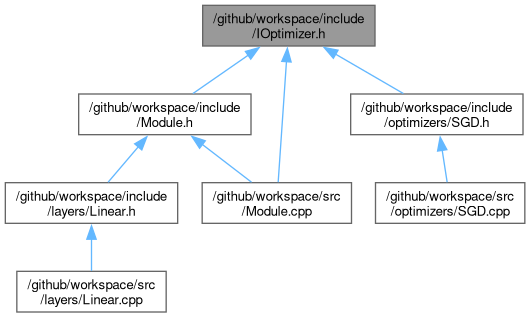 /github/workspace/include
/IOptimizer.h
/github/workspace/include
/Module.h
/github/workspace/include
/optimizers/SGD.h
/github/workspace/include
/layers/Linear.h
/github/workspace/src
/Module.cpp
/github/workspace/src
/optimizers/SGD.cpp
/github/workspace/src
/layers/Linear.cpp